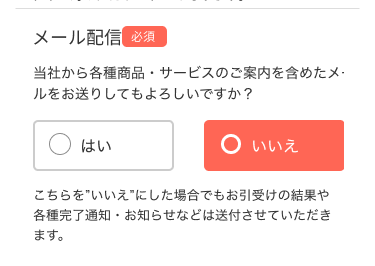 メール配信 必須
当社から各種商品・サービスのご案内を含めたメー
ルをお送りしてもよろしいですか？
はい いいえ
こちらを”いいえ”にした場合でもお引受けの結果や
各種完了通知・お知らせなどは送付させていただき
ます。